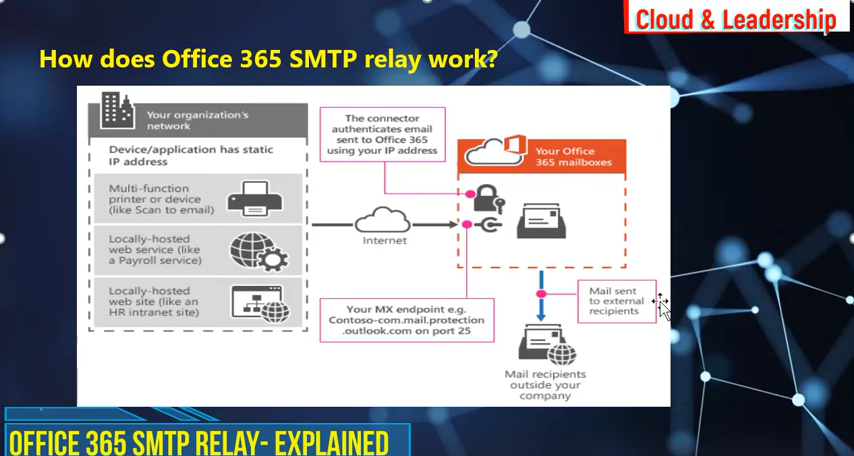 Cloud & Leadership
How does Office 365 SMTP relay work?
Your organization's
network
Device/application has static
IP address
Multi-function
printer or device
(like Scan to email)
Locally-hosted
web service (like
a Payroll service)
Locally-hosted
web site (like an
HR intranet site)
The connector
authenticates email
sent to Office 365
using your IP address
Internet
Your MX endpoint e.g.
Contoso-com.mail.protection
.outlook.com on port 25
Your Office
365 mailboxes
Mail sent
to external
recipients
Mail recipients
outside your
company
OFFICE 365 SMTP RELAY- EXPLAINED